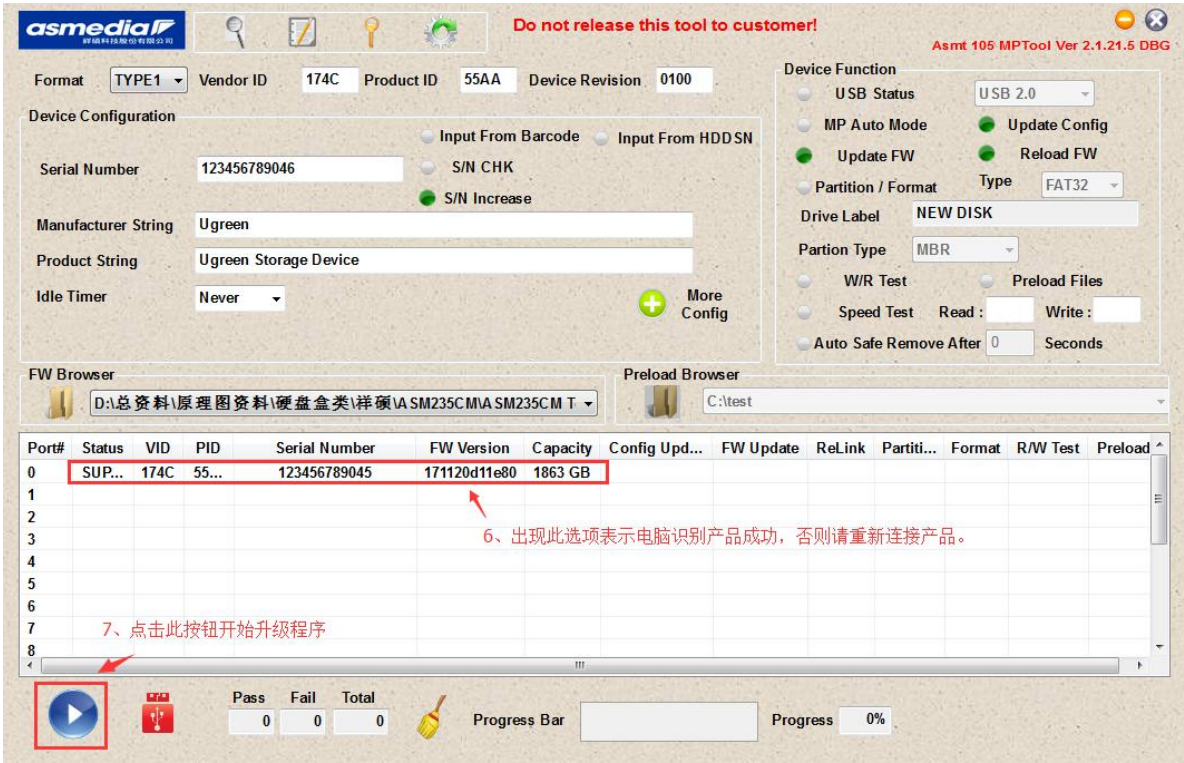 asmedia
祥碩科技股份有限公司
Do not release this tool to customer!
Asmt 105 MPTool Ver 2.1.21.5 DBG
Format TYPE1 Vendor ID 174C Product ID 55AA Device Revision 0100
Device Configuration
Input From Barcode Input From HDDSN
Serial Number 123456789046 S/N CHK
S/N Increase
Manufacturer String Ugreen
Product String Ugreen Storage Device
Idle Timer Never More Config
Device Function
USB Status USB 2.0
MP Auto Mode Update Config
Update FW Reload FW
Partition / Format Type FAT32
Drive Label NEW DISK
Partion Type MBR
W/R Test Preload Files
Speed Test Read : Write :
Auto Safe Remove After 0 Seconds
FW Browser
D:\总资料\原理图资料\硬盘盒类\祥硕\ASM235CM\ASM235CM T
Preload Browser
C:\test
Port# Status VID PID Serial Number FW Version Capacity Config Upd... FW Update ReLink Partiti... Format R/W Test Preload
0 SUP... 174C 55... 123456789045 171120d11e80 1863 GB
1
2
3
4
5
6
7
8
6、出现此选项表示电脑识别产品成功，否则请重新连接产品。
7、点击此按钮开始升级程序
Pass Fail Total
0 0 0
Progress Bar Progress 0%